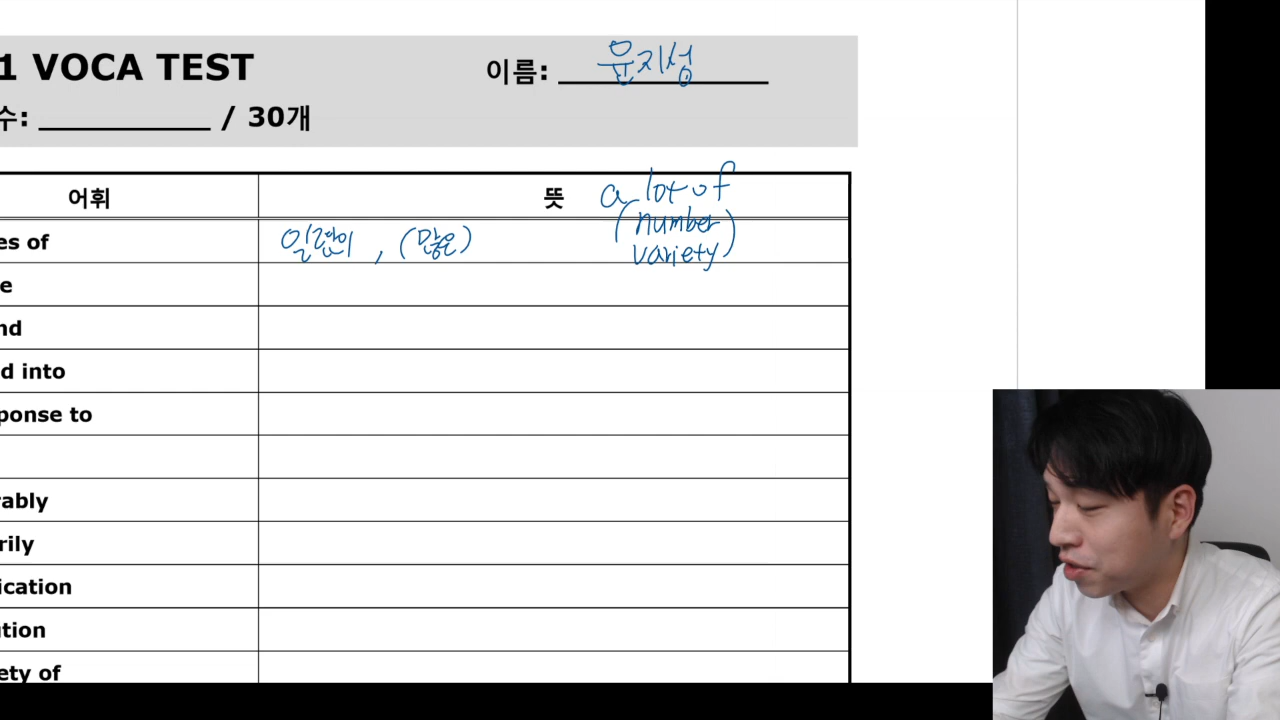 1 VOCA TEST 이름: 윤지성
수: / 30개
어휘 뜻 a lot of
(number
es of 일련의, (많은) variety)
e
nd
d into
ponse to
rably
rily
ication
ution
ety of